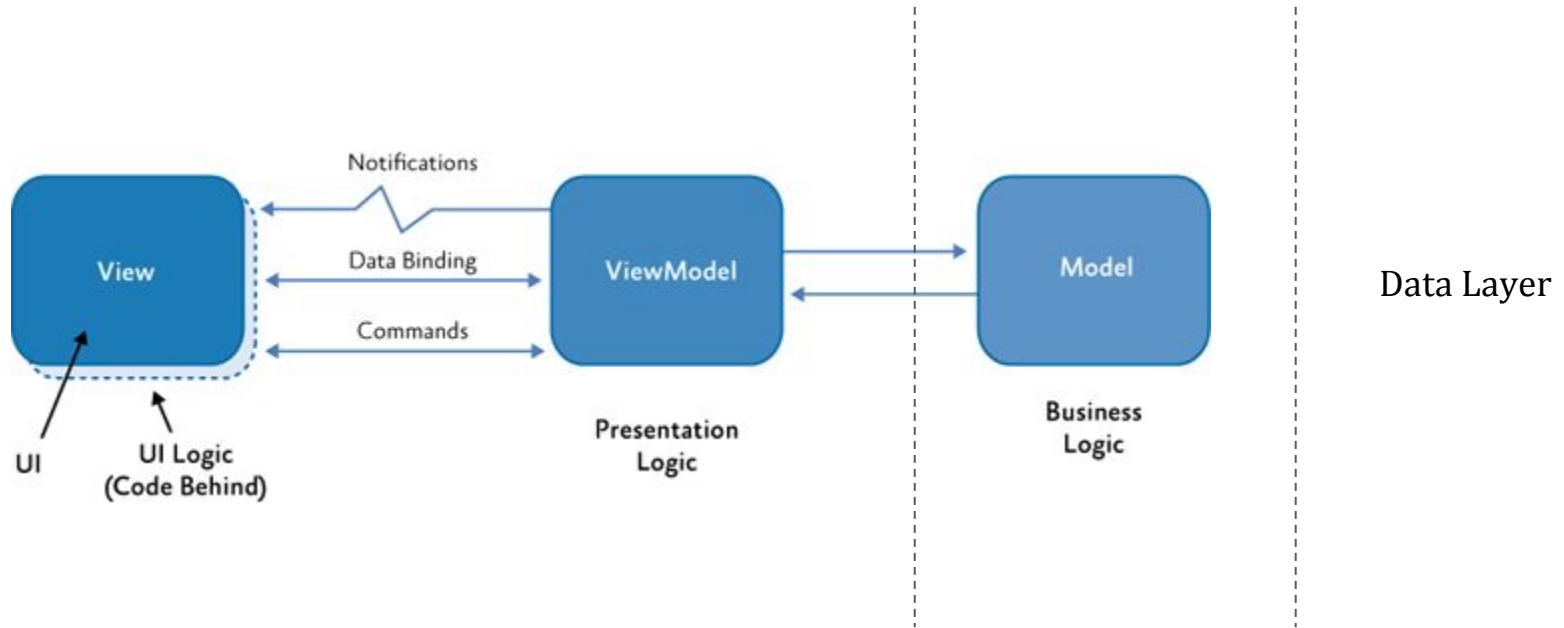 Notifications
View
Data Binding
ViewModel
Model
Data Layer
Commands
UI
UI Logic
(Code Behind)
Presentation
Logic
Business
Logic